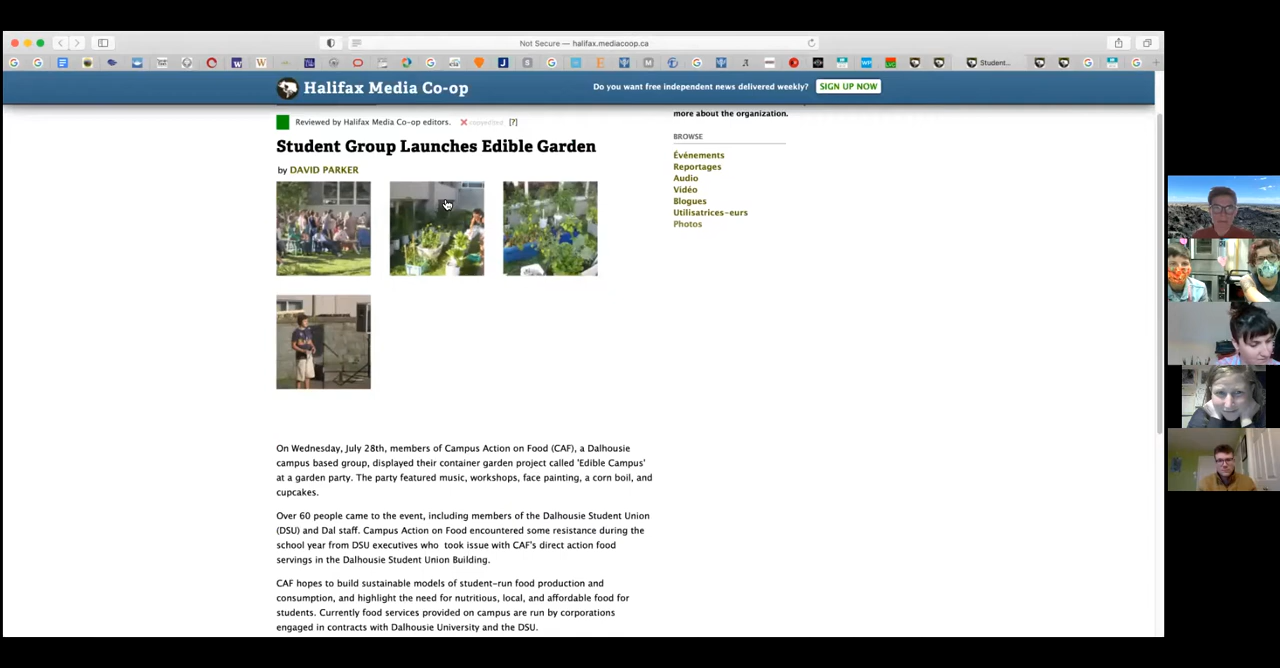 Not Secure — halifax.mediacoop.ca
Student...
Halifax Media Co-op
Do you want free independent news delivered weekly?
SIGN UP NOW
more about the organization.
Reviewed by Halifax Media Co-op editors.
copyedited
[?]
Student Group Launches Edible Garden
by DAVID PARKER
BROWSE
Événements
Reportages
Audio
Vidéo
Blogues
Utilisatrices-eurs
Photos
On Wednesday, July 28th, members of Campus Action on Food (CAF), a Dalhousie
campus based group, displayed their container garden project called 'Edible Campus'
at a garden party. The party featured music, workshops, face painting, a corn boil, and
cupcakes.
Over 60 people came to the event, including members of the Dalhousie Student Union
(DSU) and Dal staff. Campus Action on Food encountered some resistance during the
school year from DSU executives who took issue with CAF's direct action food
servings in the Dalhousie Student Union Building.
CAF hopes to build sustainable models of student-run food production and
consumption, and highlight the need for nutritious, local, and affordable food for
students. Currently food services provided on campus are run by corporations
engaged in contracts with Dalhousie University and the DSU.